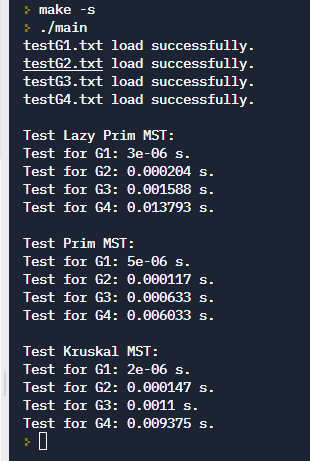 > make -s
> ./main
testG1.txt load successfully.
testG2.txt load successfully.
testG3.txt load successfully.
testG4.txt load successfully.
Test Lazy Prim MST:
Test for G1: 3e-06 s.
Test for G2: 0.000204 s.
Test for G3: 0.001588 s.
Test for G4: 0.013793 s.
Test Prim MST:
Test for G1: 5e-06 s.
Test for G2: 0.000117 s.
Test for G3: 0.000633 s.
Test for G4: 0.006033 s.
Test Kruskal MST:
Test for G1: 2e-06 s.
Test for G2: 0.000147 s.
Test for G3: 0.0011 s.
Test for G4: 0.009375 s.
>